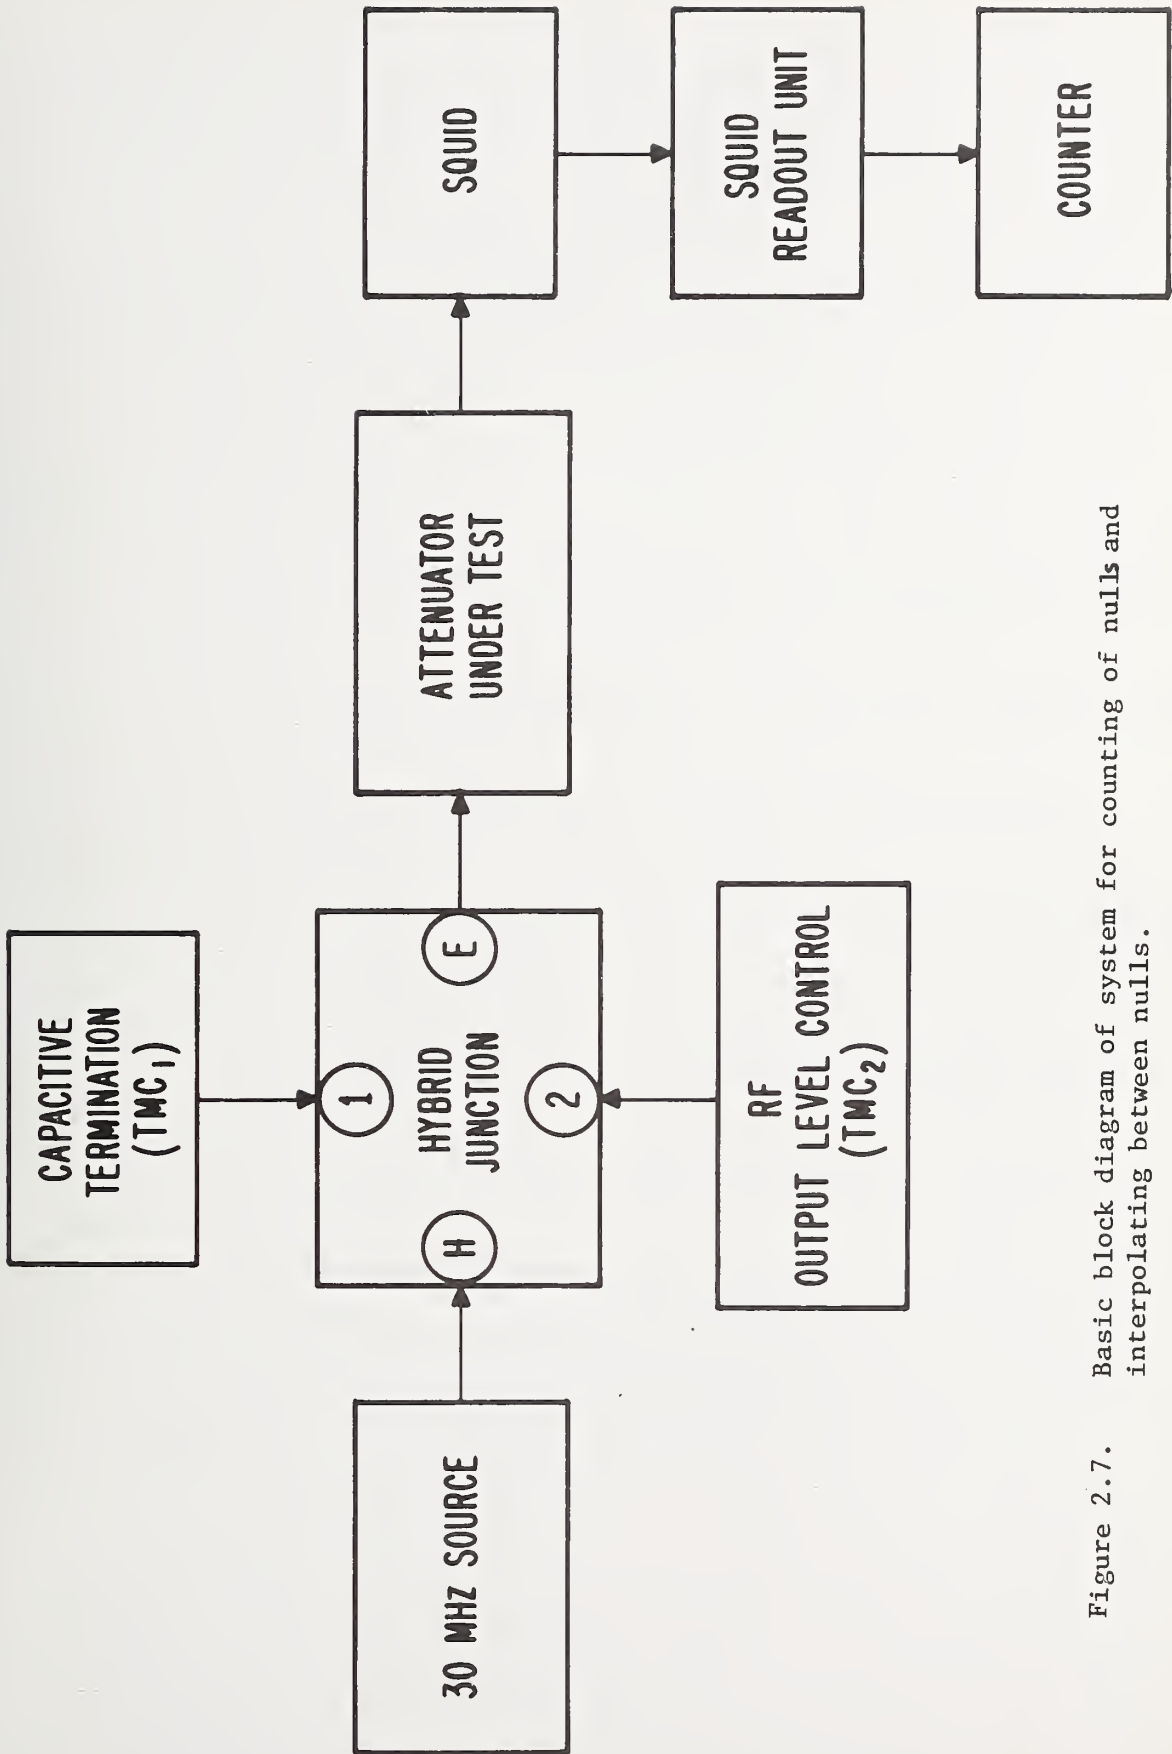 CAPACITIVE
TERMINATION
(TMC₁)
30 MHZ SOURCE
H
1
HYBRID
JUNCTION
2
E
ATTENUATOR
UNDER TEST
SQUID
RF
OUTPUT LEVEL CONTROL
(TMC₂)
SQUID
READOUT UNIT
COUNTER
Figure 2.7. Basic block diagram of system for counting of nulls and
interpolating between nulls.